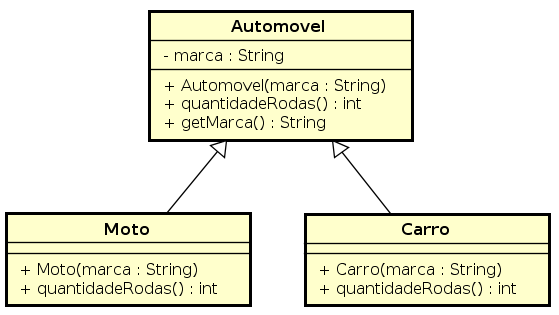 Automovel
- marca : String
+ Automovel(marca : String)
+ quantidadeRodas() : int
+ getMarca() : String
Moto
+ Moto(marca : String)
+ quantidadeRodas() : int
Carro
+ Carro(marca : String)
+ quantidadeRodas() : int